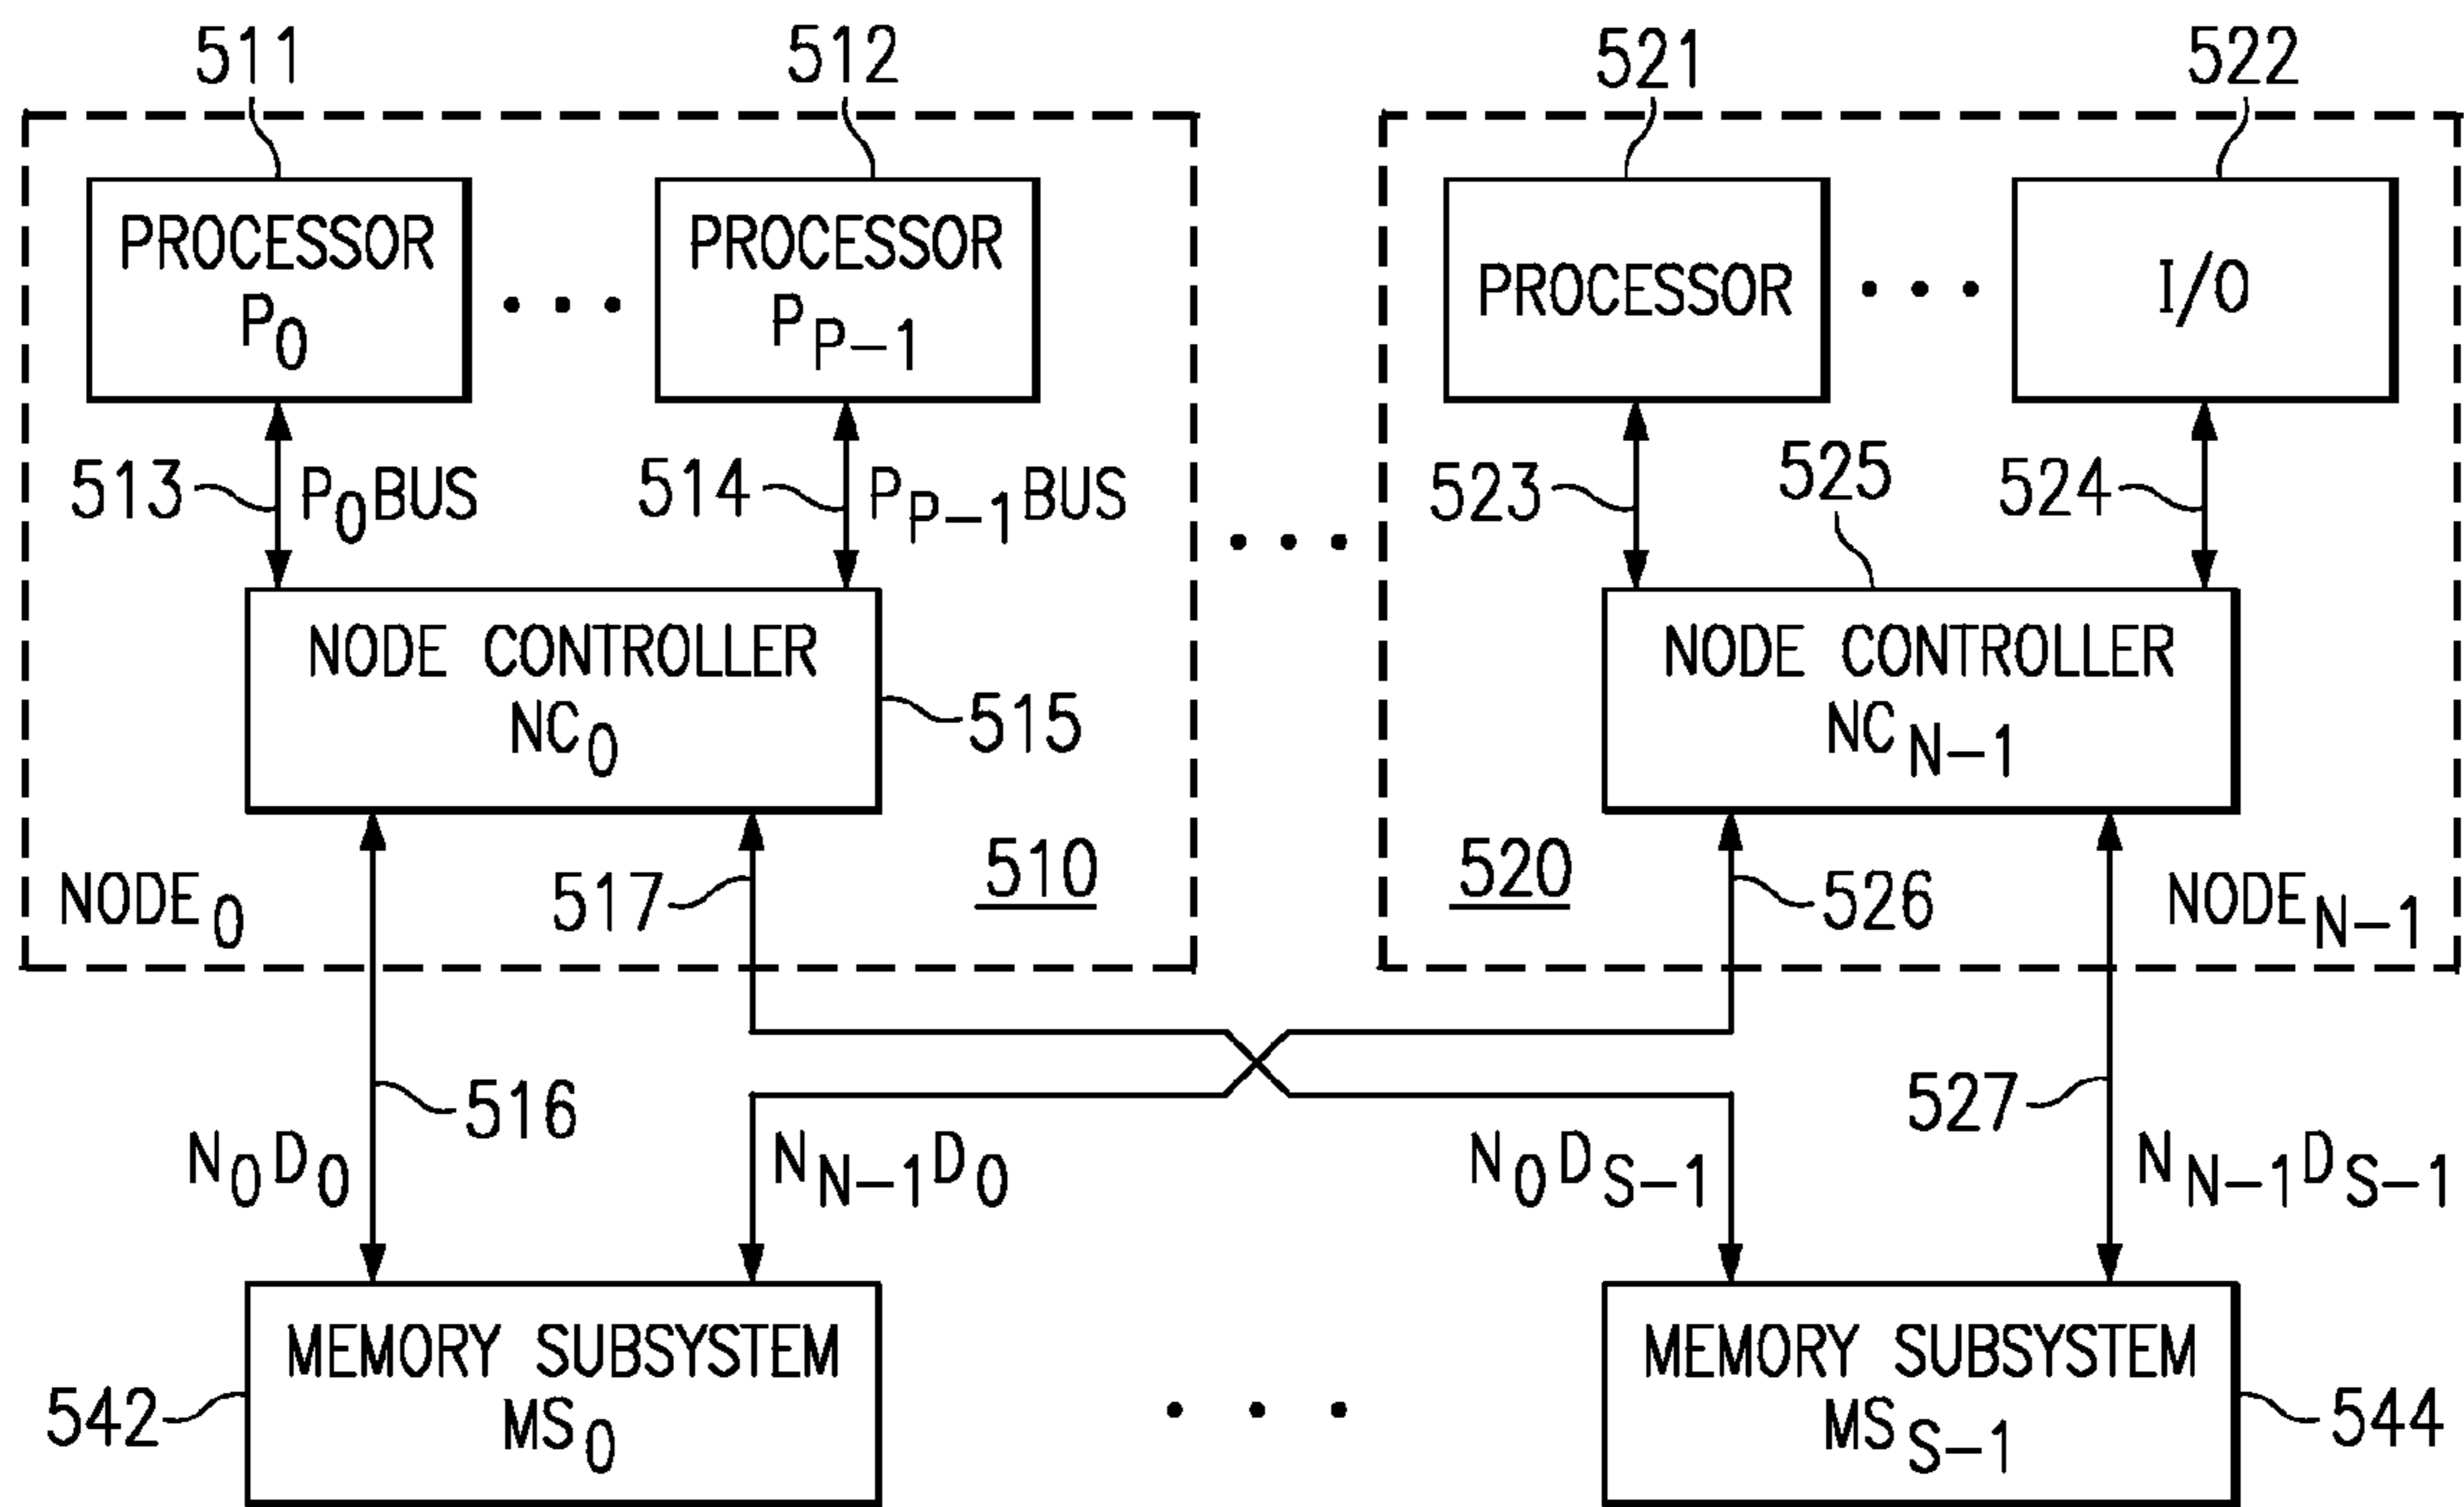 511
512
521
522
PROCESSOR
P0
PROCESSOR
PP-1
PROCESSOR
I/O
513
P0BUS
514
PP-1BUS
523
525
524
NODE CONTROLLER
NC0
515
NODE CONTROLLER
NCN-1
NODE0
517
510
520
526
NODEN-1
516
527
N0D0
NN-1D0
N0DS-1
NN-1DS-1
MEMORY SUBSYSTEM
MS0
542
MEMORY SUBSYSTEM
MSS-1
544